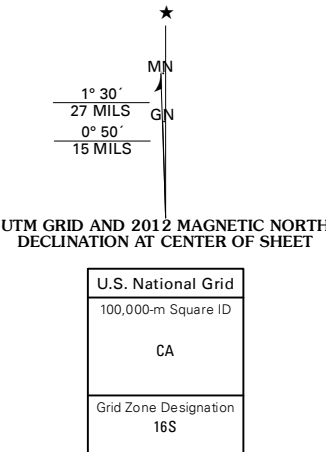 ★
MN
1° 30´
27 MILS
GN
0° 50´
15 MILS
UTM GRID AND 2012 MAGNETIC NORTH
DECLINATION AT CENTER OF SHEET
U.S. National Grid
100,000-m Square ID
CA
Grid Zone Designation
16S